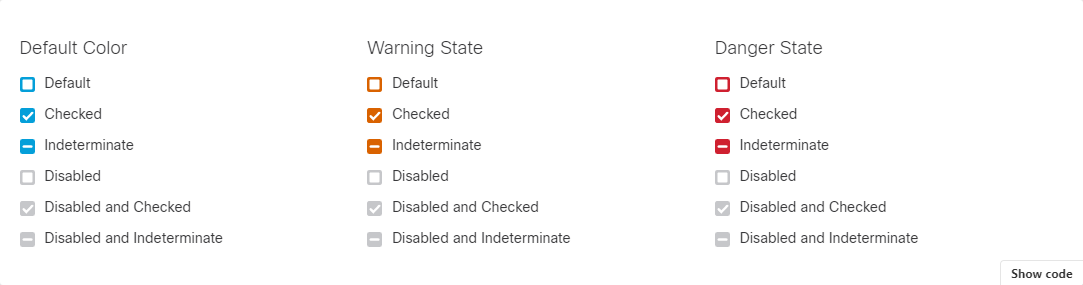 Default Color
Default
Checked
Indeterminate
Disabled
Disabled and Checked
Disabled and Indeterminate
Warning State
Default
Checked
Indeterminate
Disabled
Disabled and Checked
Disabled and Indeterminate
Danger State
Default
Checked
Indeterminate
Disabled
Disabled and Checked
Disabled and Indeterminate
Show code